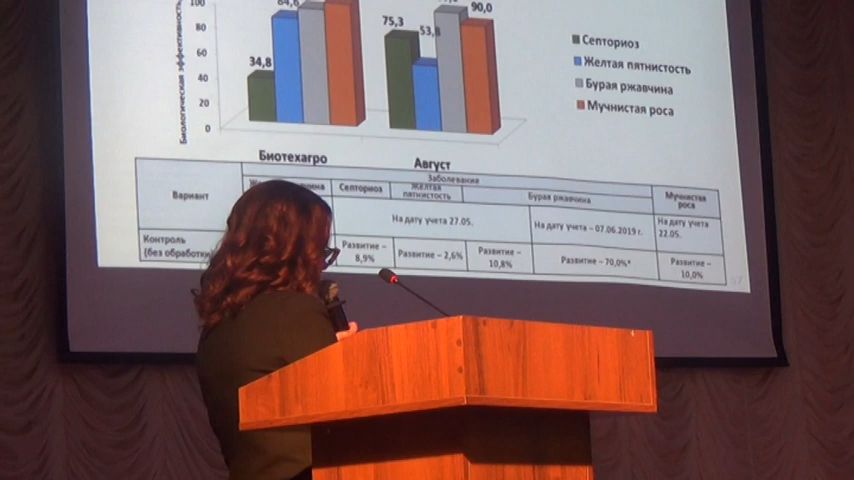 100
80
60
40
20
0
Биологическая эффективность
34,8
84,6
75,3
53,8
90,0
Септориоз
Желтая пятнистость
Бурая ржавчина
Мучнистая роса
Биотехагро
Август
Вариант
Заболевание
Септориоз
Желтая пятнистость
Бурая ржавчина
Мучнистая роса
На дату учета 27.05.
На дату учета – 07.06.2019 г.
На дату учета 22.05.
Контроль
(без обработки
Развитие – 8,9%
Развитие – 2,6%
Развитие – 10,8%
Развитие – 70,0%*
Развитие – 10,0%